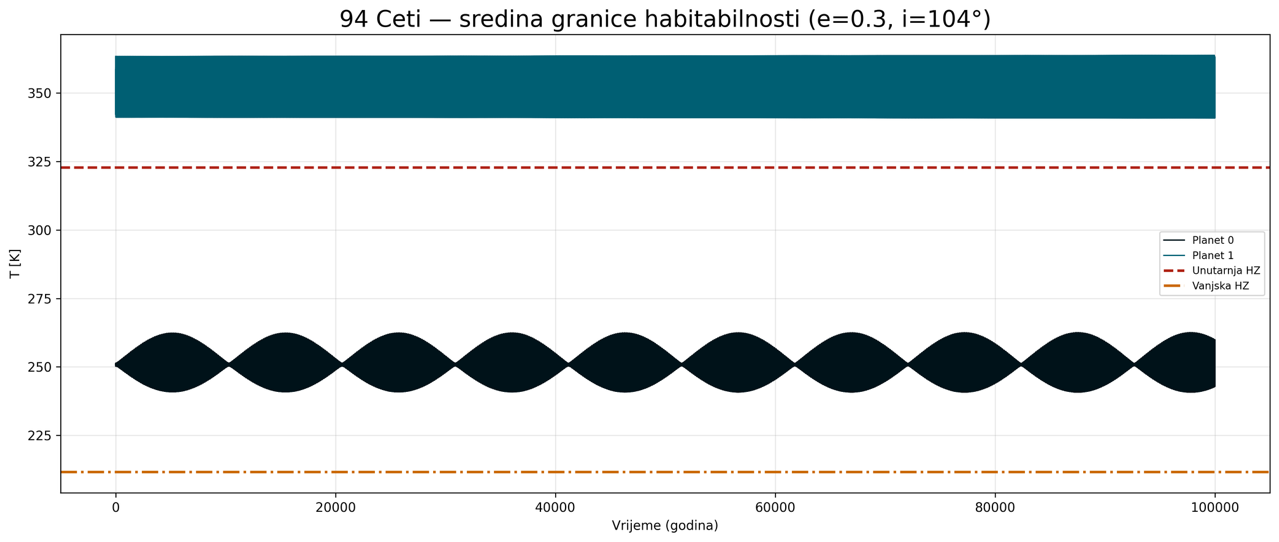 94 Ceti — sredina granice habitabilnosti (e=0.3, i=104°)
T [K]
350
325
300
275
250
225
Planet 0
Planet 1
Unutarnja HZ
Vanjska HZ
0
20000
40000
60000
80000
100000
Vrijeme (godina)